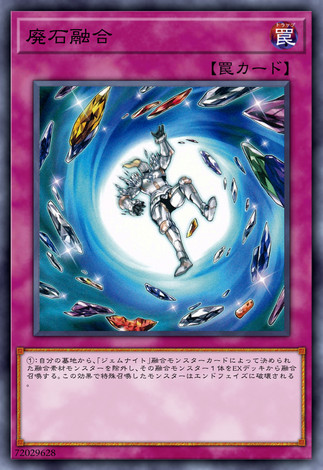 廃石融合
トラップ
罠
【罠カード】
①:自分の墓地から、「ジェムナイト」融合モンスターカードによって決められ
た融合素材モンスターを除外し、その融合モンスター１体をEXデッキから融合
召喚する。この効果で特殊召喚したモンスターはエンドフェイズに破壊される
。
72029628